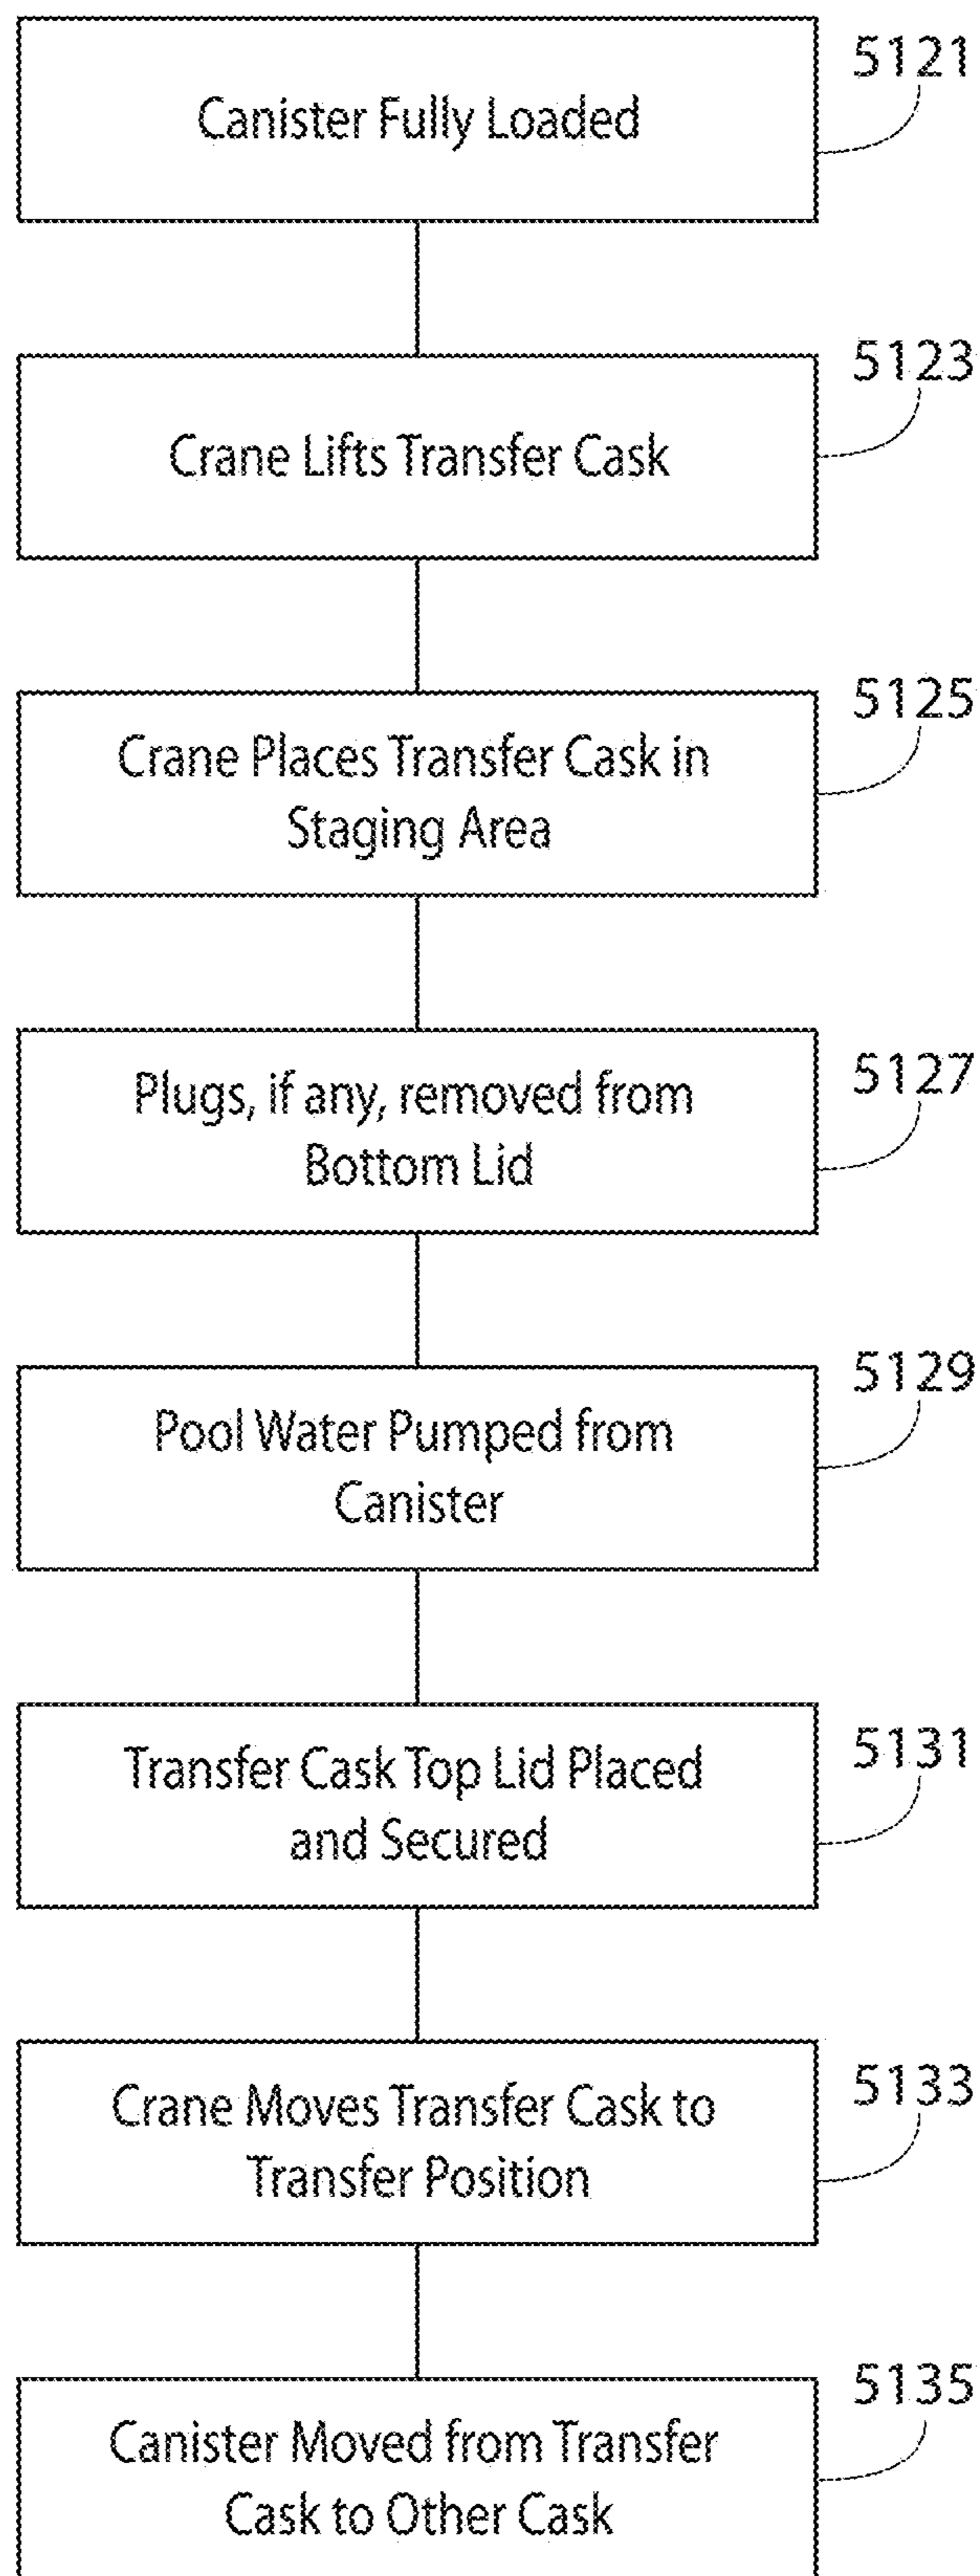 5121
Canister Fully Loaded
5123
Crane Lifts Transfer Cask
5125
Crane Places Transfer Cask in
Staging Area
5127
Plugs, if any, removed from
Bottom Lid
5129
Pool Water Pumped from
Canister
5131
Transfer Cask Top Lid Placed
and Secured
5133
Crane Moves Transfer Cask to
Transfer Position
5135
Canister Moved from Transfer
Cask to Other Cask